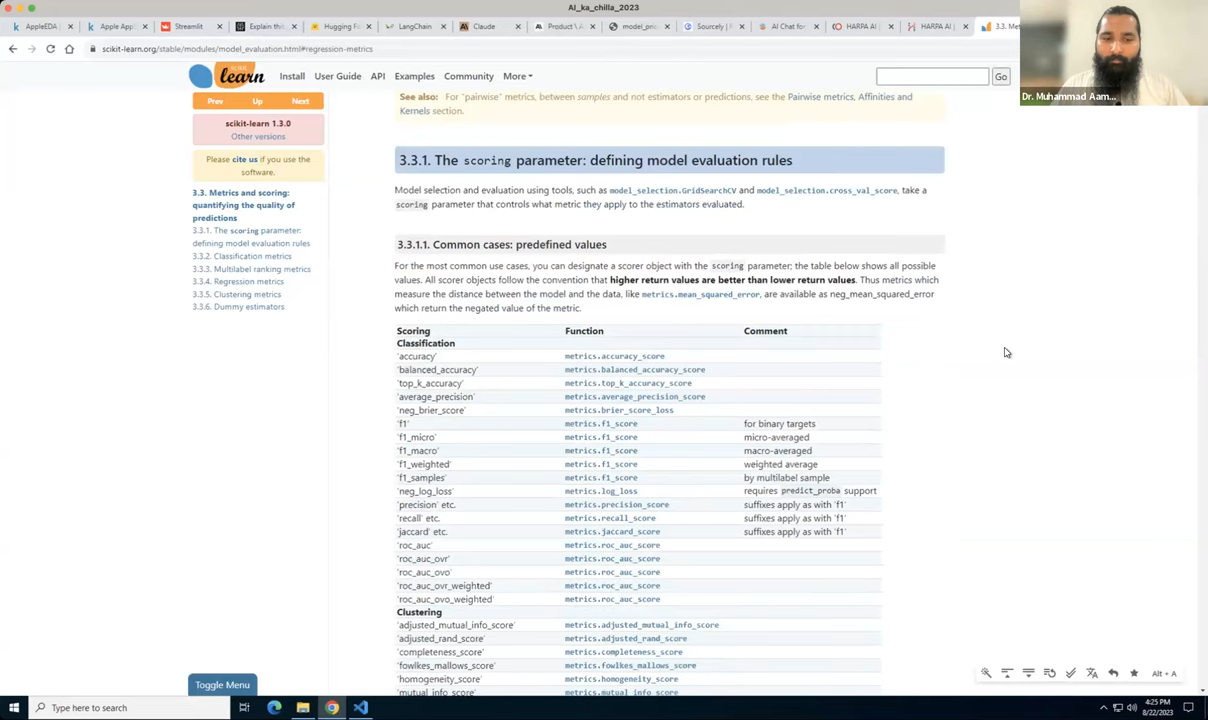 AI_ka_chilla_2023
AppleEDA
Apple App
Streamlit
Explain th
Hugging F
LangChain
Claude
Product \ A
model_pri
Sourcely |
AI Chat for
HARPA AI
HARPA AI
3.3. Me
scikit-learn.org/stable/modules/model_evaluation.html#regression-metrics
Dr. Muhammad Aam...
learn
Install
User Guide
API
Examples
Community
More
Go
Prev
Up
Next
scikit-learn 1.3.0
Other versions
Please cite us if you use the
software.
3.3. Metrics and scoring:
quantifying the quality of
predictions
3.3.1. The scoring parameter:
defining model evaluation rules
3.3.2. Classification metrics
3.3.3. Multilabel ranking metrics
3.3.4. Regression metrics
3.3.5. Clustering metrics
3.3.6. Dummy estimators
Toggle Menu
See also: For "pairwise" metrics, between samples and not estimators or predictions, see the Pairwise metrics, Affinities and
Kernels section.
3.3.1. The scoring parameter: defining model evaluation rules
Model selection and evaluation using tools, such as model_selection.GridSearchCV and model_selection.cross_val_score, take a
scoring parameter that controls what metric they apply to the estimators evaluated.
3.3.1.1. Common cases: predefined values
For the most common use cases, you can designate a scorer object with the scoring parameter; the table below shows all possible
values. All scorer objects follow the convention that higher return values are better than lower return values. Thus metrics which
measure the distance between the model and the data, like metrics.mean_squared_error, are available as neg_mean_squared_error
which return the negated value of the metric.
Scoring Function Comment
Classification
'accuracy' metrics.accuracy_score
'balanced_accuracy' metrics.balanced_accuracy_score
'top_k_accuracy' metrics.top_k_accuracy_score
'average_precision' metrics.average_precision_score
'neg_brier_score' metrics.brier_score_loss
'f1' metrics.f1_score for binary targets
'f1_micro' metrics.f1_score micro-averaged
'f1_macro' metrics.f1_score macro-averaged
'f1_weighted' metrics.f1_score weighted average
'f1_samples' metrics.f1_score by multilabel sample
'neg_log_loss' metrics.log_loss requires predict_proba support
'precision' etc. metrics.precision_score suffixes apply as with 'f1'
'recall' etc. metrics.recall_score suffixes apply as with 'f1'
'jaccard' etc. metrics.jaccard_score suffixes apply as with 'f1'
'roc_auc' metrics.roc_auc_score
'roc_auc_ovr' metrics.roc_auc_score
'roc_auc_ovo' metrics.roc_auc_score
'roc_auc_ovr_weighted' metrics.roc_auc_score
'roc_auc_ovo_weighted' metrics.roc_auc_score
Clustering
'adjusted_mutual_info_score' metrics.adjusted_mutual_info_score
'adjusted_rand_score' metrics.adjusted_rand_score
'completeness_score' metrics.completeness_score
'fowlkes_mallows_score' metrics.fowlkes_mallows_score
'homogeneity_score' metrics.homogeneity_score
'mutual_info_score' metrics.mutual_info_score
Alt + A
Type here to search
4:25 PM
8/22/2023